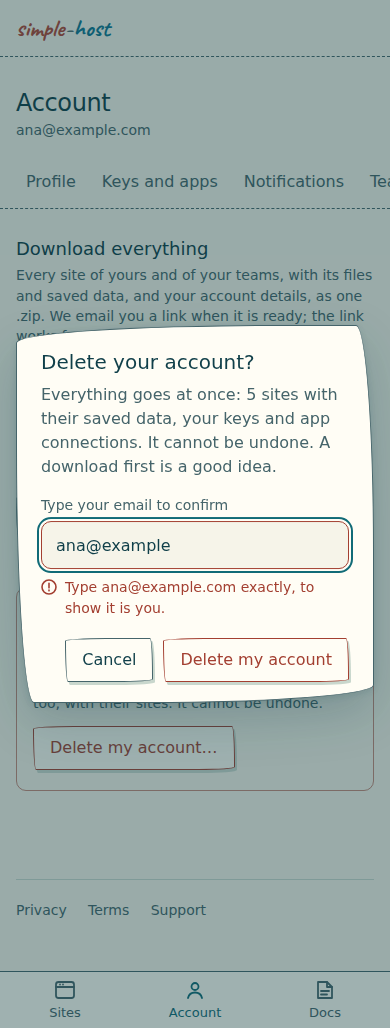 simple-host
Account
ana@example.com
Profile Keys and apps Notifications Tea
Download everything
Every site of yours and of your teams, with its files
and saved data, and your account details, as one
.zip. We email you a link when it is ready; the link
Delete your account?
Everything goes at once: 5 sites with
their saved data, your keys and app
connections. It cannot be undone. A
download first is a good idea.
Type your email to confirm
ana@example
Type ana@example.com exactly, to
show it is you.
Cancel Delete my account
too, with their sites. It cannot be undone.
Delete my account...
Privacy Terms Support
Sites Account Docs